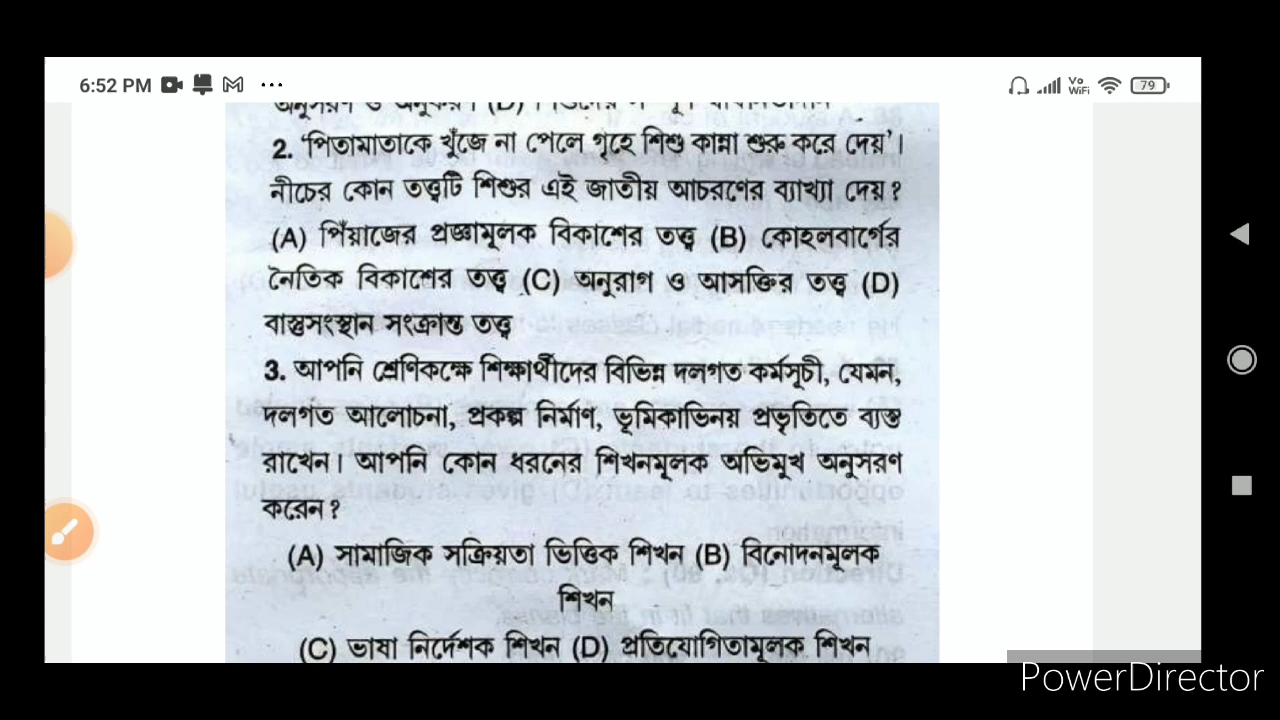 6:52 PM
Vo WiFi
79
2. 'পিতামাতাকে খুঁজে না পেলে গৃহে শিশু কান্না শুরু করে দেয়'।
নীচের কোন তত্ত্বটি শিশুর এই জাতীয় আচরণের ব্যাখ্যা দেয়?
(A) পিঁয়াজের প্রজ্ঞামূলক বিকাশের তত্ত্ব (B) কোহলবার্গের
নৈতিক বিকাশের তত্ত্ব (C) অনুরাগ ও আসক্তির তত্ত্ব (D)
বাস্তুসংস্থান সংক্রান্ত তত্ত্ব
3. আপনি শ্রেণিকক্ষে শিক্ষার্থীদের বিভিন্ন দলগত কর্মসূচী, যেমন,
দলগত আলোচনা, প্রকল্প নির্মাণ, ভূমিকাভিনয় প্রভৃতিতে ব্যস্ত
রাখেন। আপনি কোন ধরনের শিখনমূলক অভিমুখ অনুসরণ
করেন?
(A) সামাজিক সক্রিয়তা ভিত্তিক শিখন (B) বিনোদনমূলক
শিখন
(C) ভাষা নির্দেশক শিখন (D) প্রতিযোগিতামূলক শিখন
PowerDirector